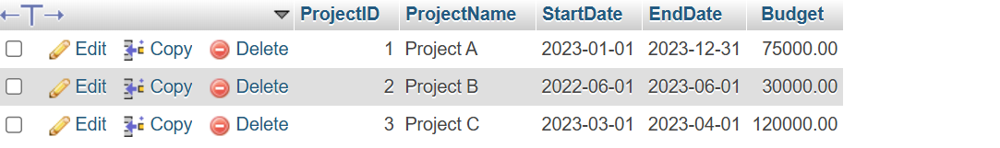 ProjectID ProjectName StartDate EndDate Budget
Edit Copy Delete 1 Project A 2023-01-01 2023-12-31 75000.00
Edit Copy Delete 2 Project B 2022-06-01 2023-06-01 30000.00
Edit Copy Delete 3 Project C 2023-03-01 2023-04-01 120000.00